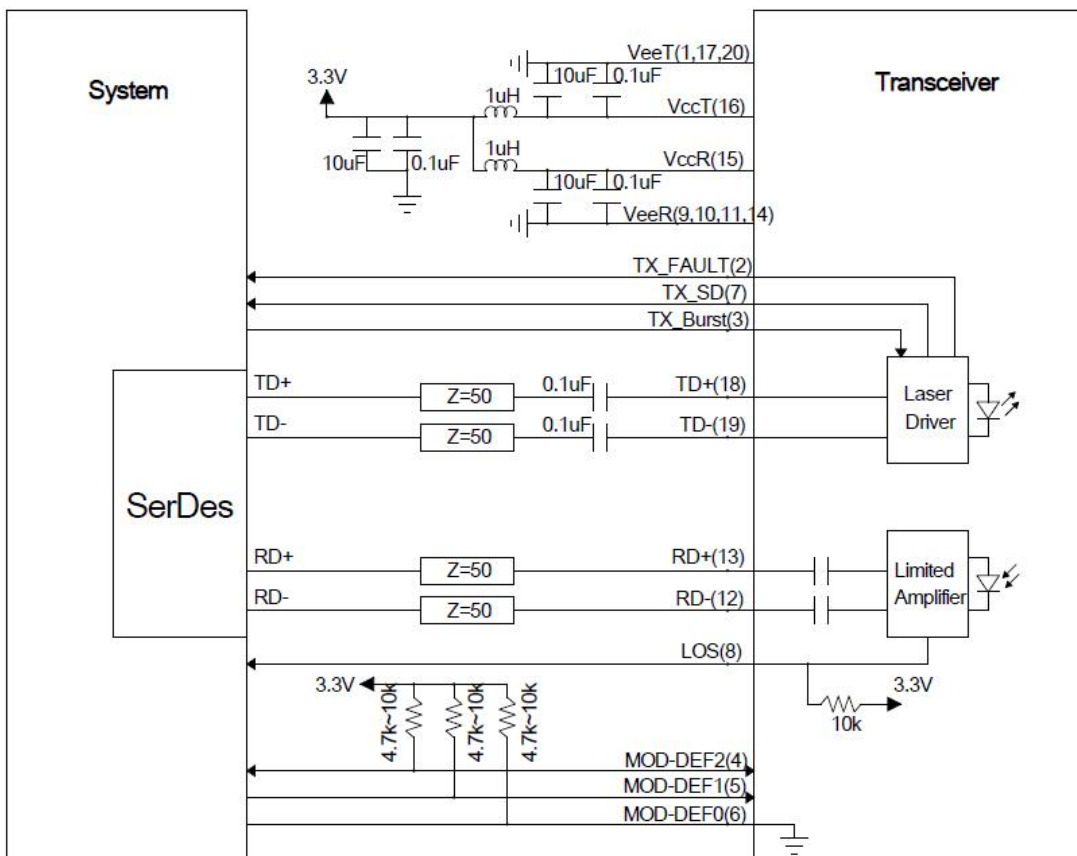 System
Transceiver
VeeT(1,17,20)
3.3V
10uF
0.1uF
1uH
VccT(16)
1uH
VccR(15)
10uF
0.1uF
10uF
0.1uF
VeeR(9,10,11,14)
TX_FAULT(2)
TX_SD(7)
TX_Burst(3)
TD+
Z=50
0.1uF
TD+(18)
TD-
Z=50
0.1uF
TD-(19)
Laser
Driver
SerDes
RD+
Z=50
RD+(13)
RD-
Z=50
RD-(12)
Limited
Amplifier
LOS(8)
3.3V
4.7k~10k
4.7k~10k
4.7k~10k
3.3V
10k
MOD-DEF2(4)
MOD-DEF1(5)
MOD-DEF0(6)